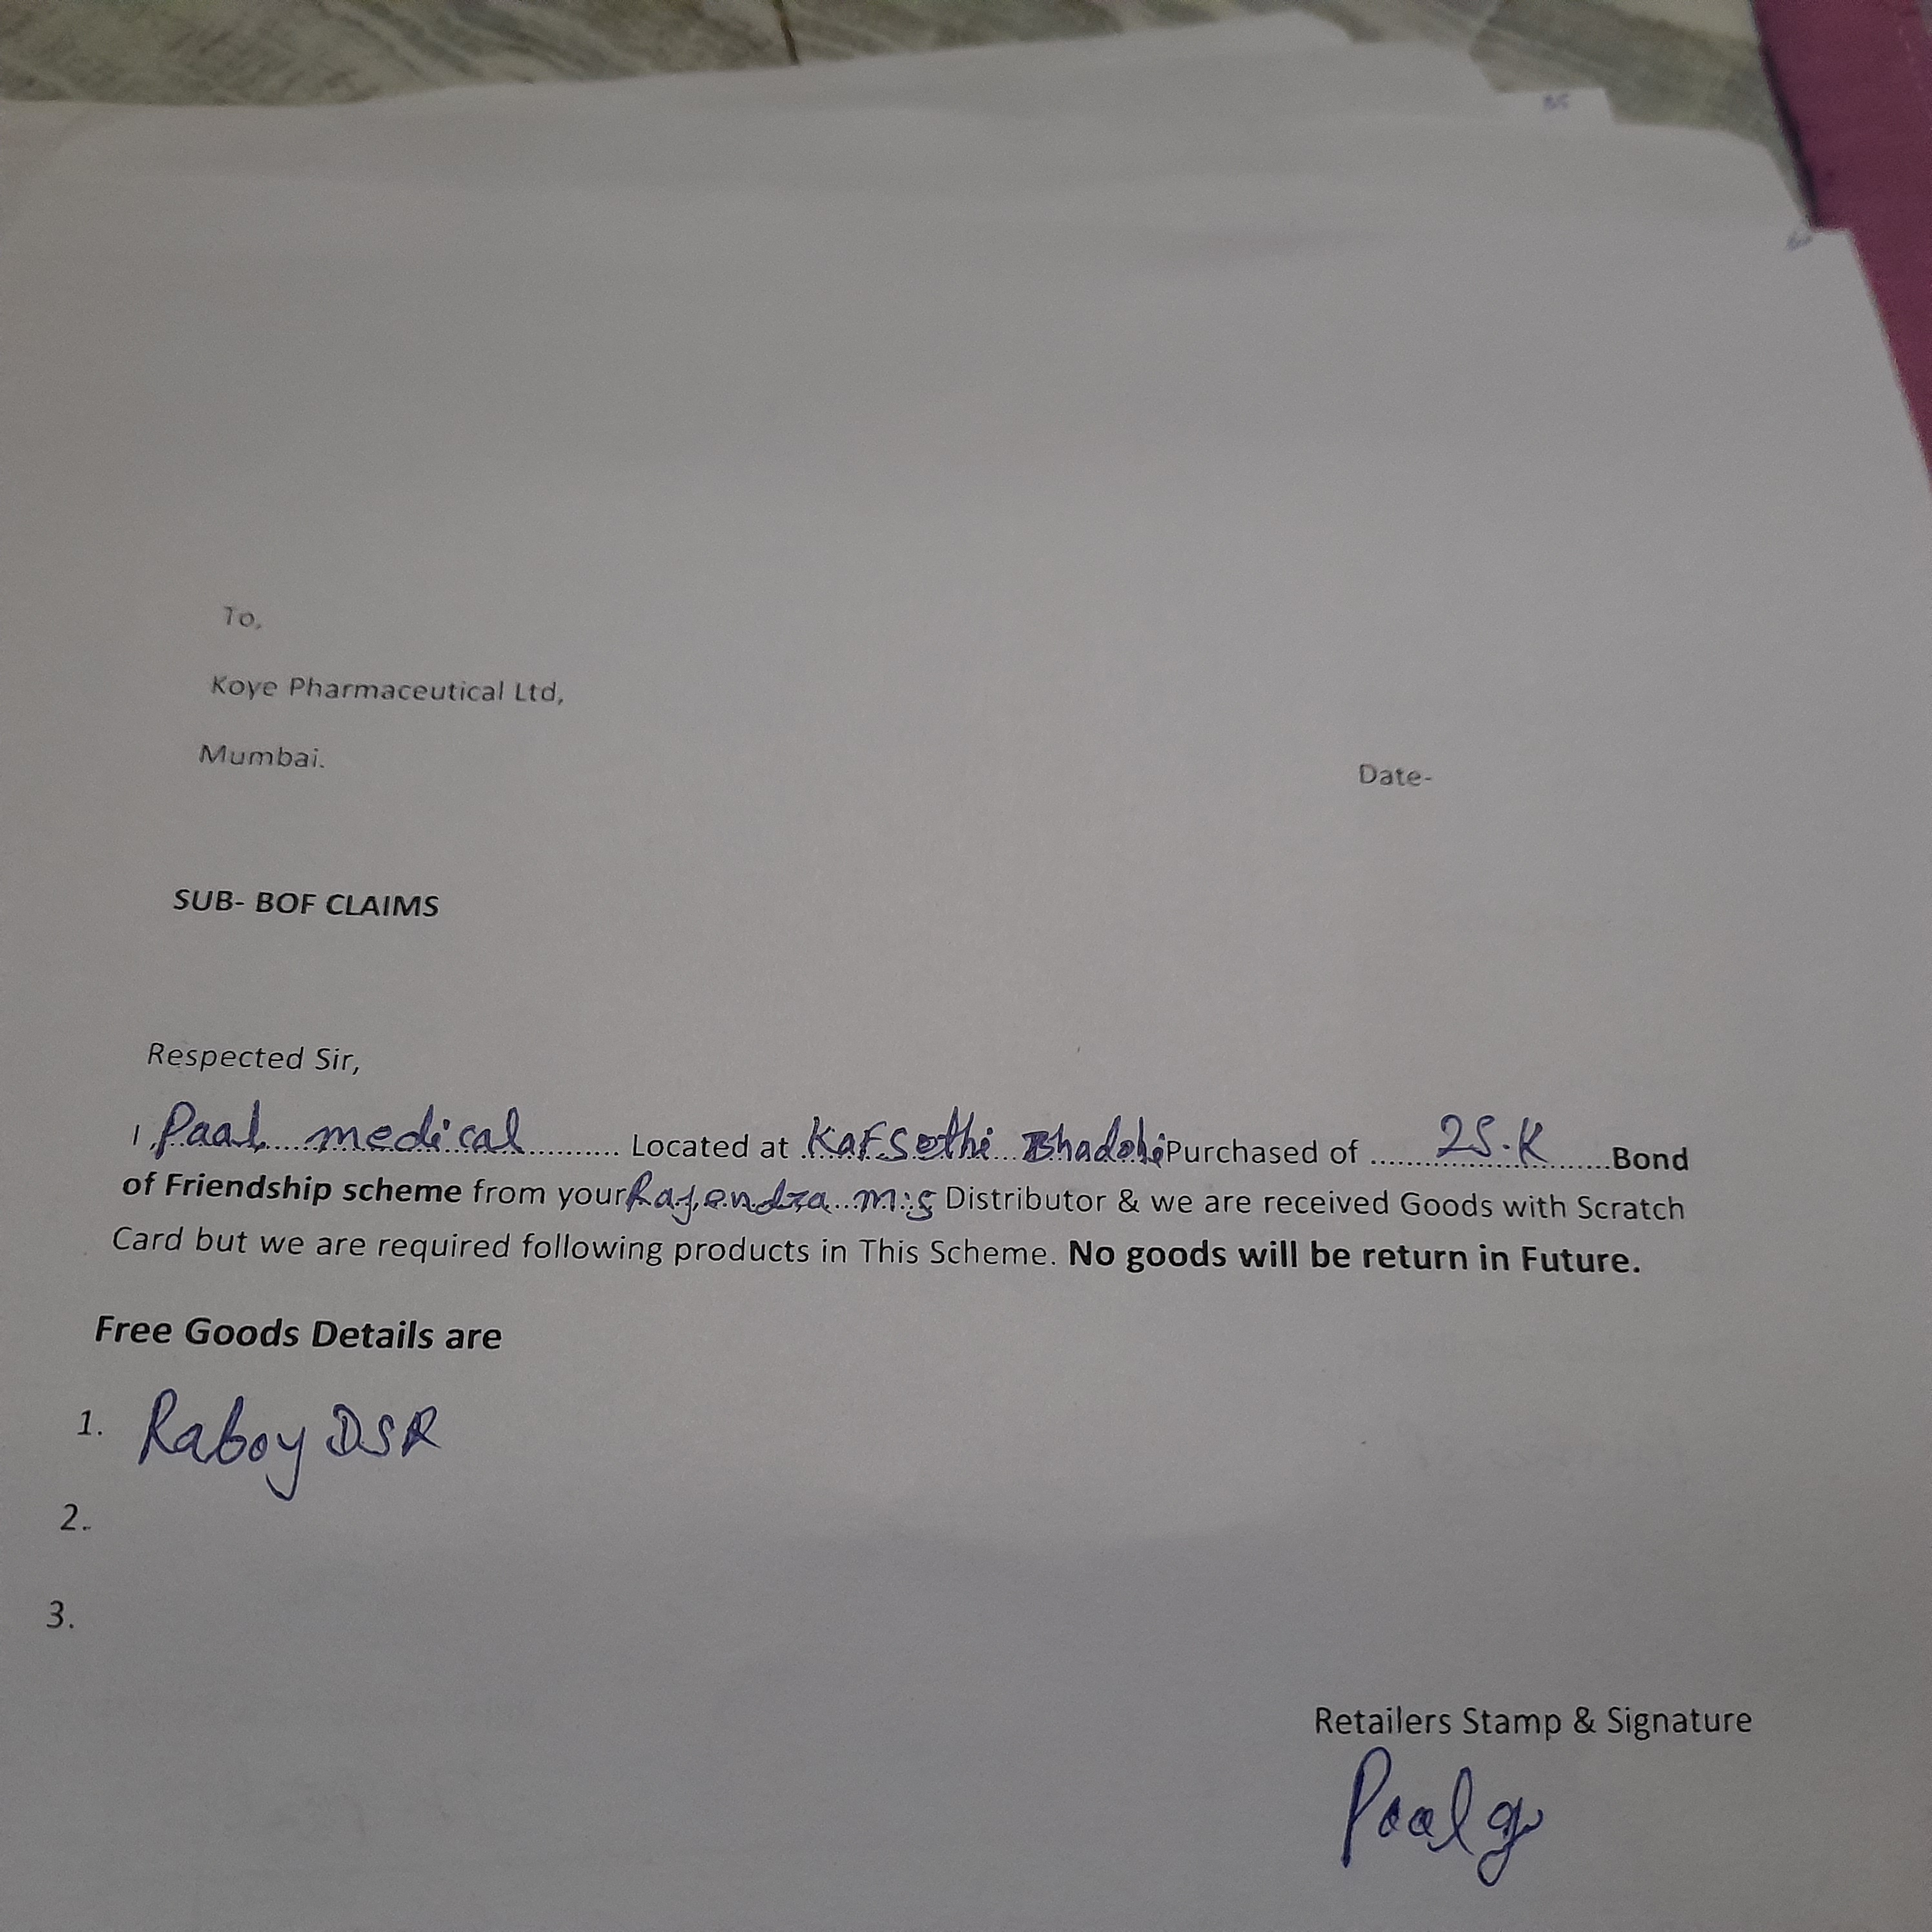 To,
Koye Pharmaceutical Ltd,
Mumbai.
Date-
SUB- BOF CLAIMS
Respected Sir,
I, Paal medical Located at Kafsethi Bhadohi Purchased of 25.K Bond
of Friendship scheme from your Rajendra m.s Distributor & we are received Goods with Scratch
Card but we are required following products in This Scheme. No goods will be return in Future.
Free Goods Details are
1. Raboy DSR
2.
3.
Retailers Stamp & Signature
Paal g